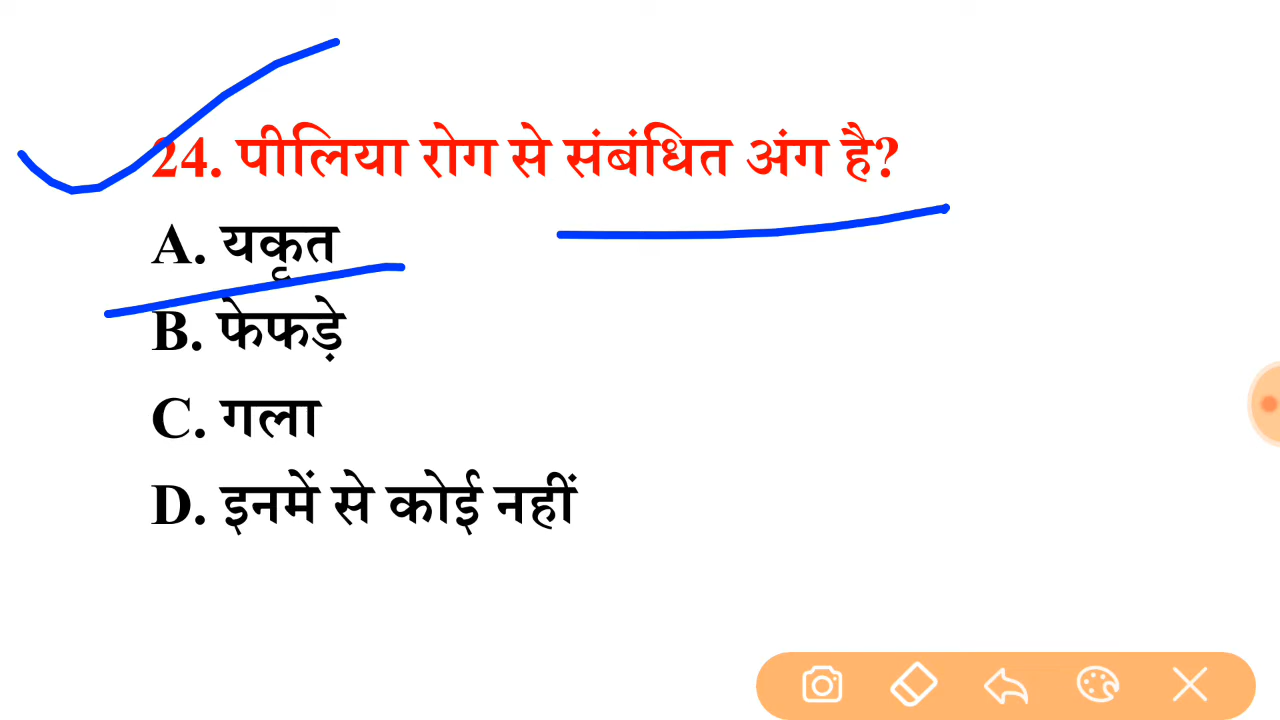 24. पीलिया रोग से संबंधित अंग है?
A. यकृत
B. फेफड़े
C. गला
D. इनमें से कोई नहीं